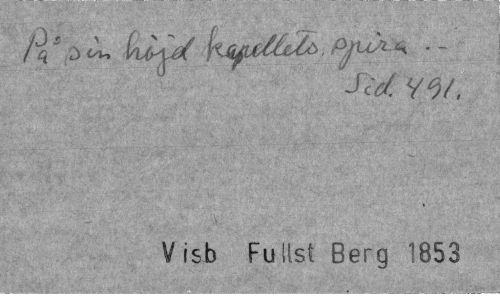 På sin höjd kapellets spira . --
Sid. 491.
Visb Fullst Berg 1853